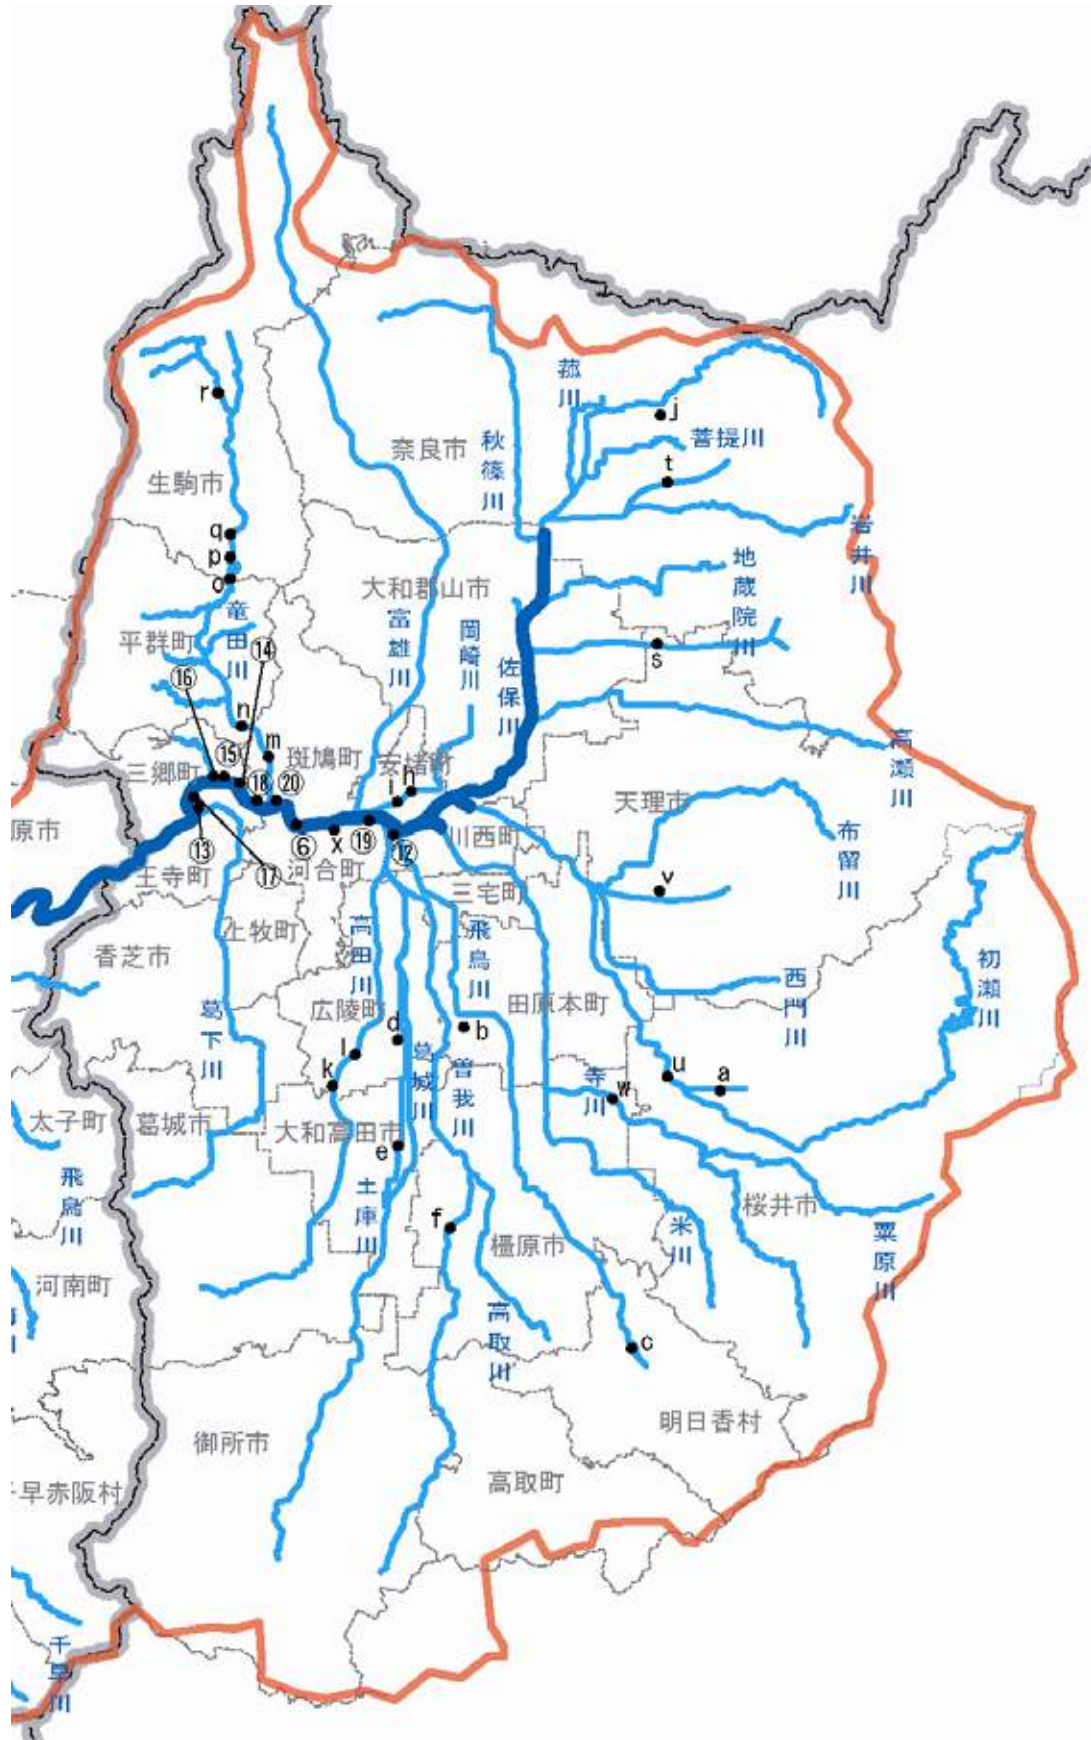 菰川
j
菩提川
秋篠川
奈良市
t
r
生駒市
岩井川
q
p
o
地蔵院川
大和郡山市
竜田川
富雄川
岡崎川
平群町
⑭
s
⑯
佐保川
n
m
斑鳩町
安堵町
高瀬川
⑮
三郷町
⑱
⑳
h
i
天理市
原市
⑥
x
⑲
⑫
川西町
布留川
⑬
⑰
王寺町
河合町
三宅町
v
上牧町
高田川
飛鳥川
香芝市
初瀬川
西門川
田原本町
葛下川
広陵町
d
b
l
葛城川
曽我川
k
u
a
寺川
w
太子町
葛城市
大和高田市
e
飛鳥川
土庫川
f
橿原市
米川
桜井市
粟原川
河南町
高取川
c
明日香村
御所市
高取町
早赤阪村
千早川